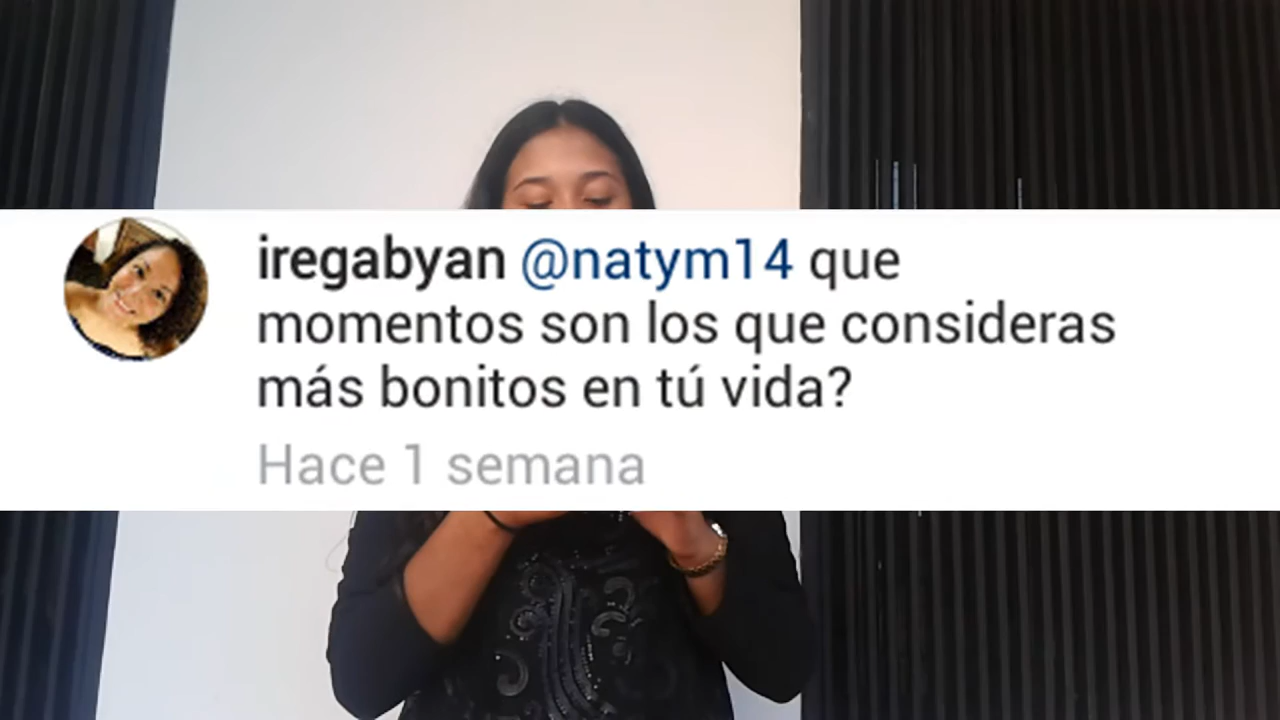 iregabyan @natym14 que
momentos son los que consideras
más bonitos en tú vida?
Hace 1 semana